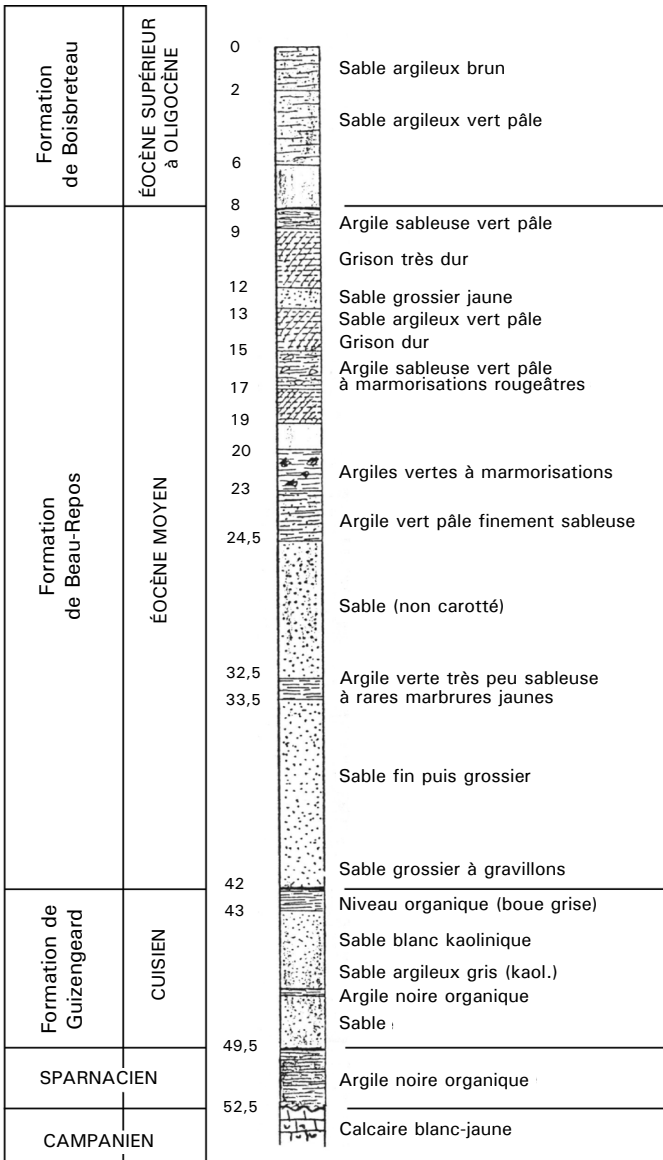 Formation
de Boisbreteau
ÉOCÈNE SUPÉRIEUR
à OLIGOCÈNE
0
Sable argileux brun
2
Sable argileux vert pâle
6
8
Formation
de Beau-Repos
ÉOCÈNE MOYEN
Argile sableuse vert pâle
9
Grison très dur
12
Sable grossier jaune
13
Sable argileux vert pâle
Grison dur
15
Argile sableuse vert pâle
17
à marmorisations rougeâtres
19
20
Argiles vertes à marmorisations
23
Argile vert pâle finement sableuse
24,5
Sable (non carotté)
32,5
Argile verte très peu sableuse
33,5
à rares marbrures jaunes
Sable fin puis grossier
Sable grossier à gravillons
42
Formation de
Guizengeard
CUISIEN
Niveau organique (boue grise)
43
Sable blanc kaolinique
Sable argileux gris (kaol.)
Argile noire organique
Sable
49,5
SPARNACIEN
Argile noire organique
52,5
CAMPANIEN
Calcaire blanc-jaune